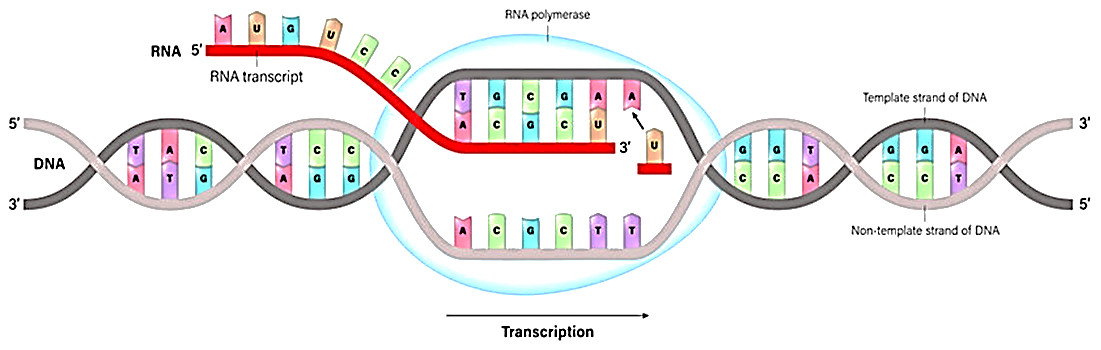 RNA polymerase
A U G U C C
RNA 5'
RNA transcript
T G C G A A
A C G C U
3'
U
Template strand of DNA
5'
3'
DNA
T A C
T C C
G G T
G G A
A T G
A G G
C C A
C C T
3'
5'
A C G C T T
Non-template strand of DNA
Transcription